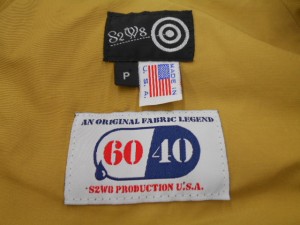 S2W8
P
MADE IN
U.S.A.
AN ORIGINAL FABRIC LEGEND
60 40
S2W8 PRODUCTION U.S.A.